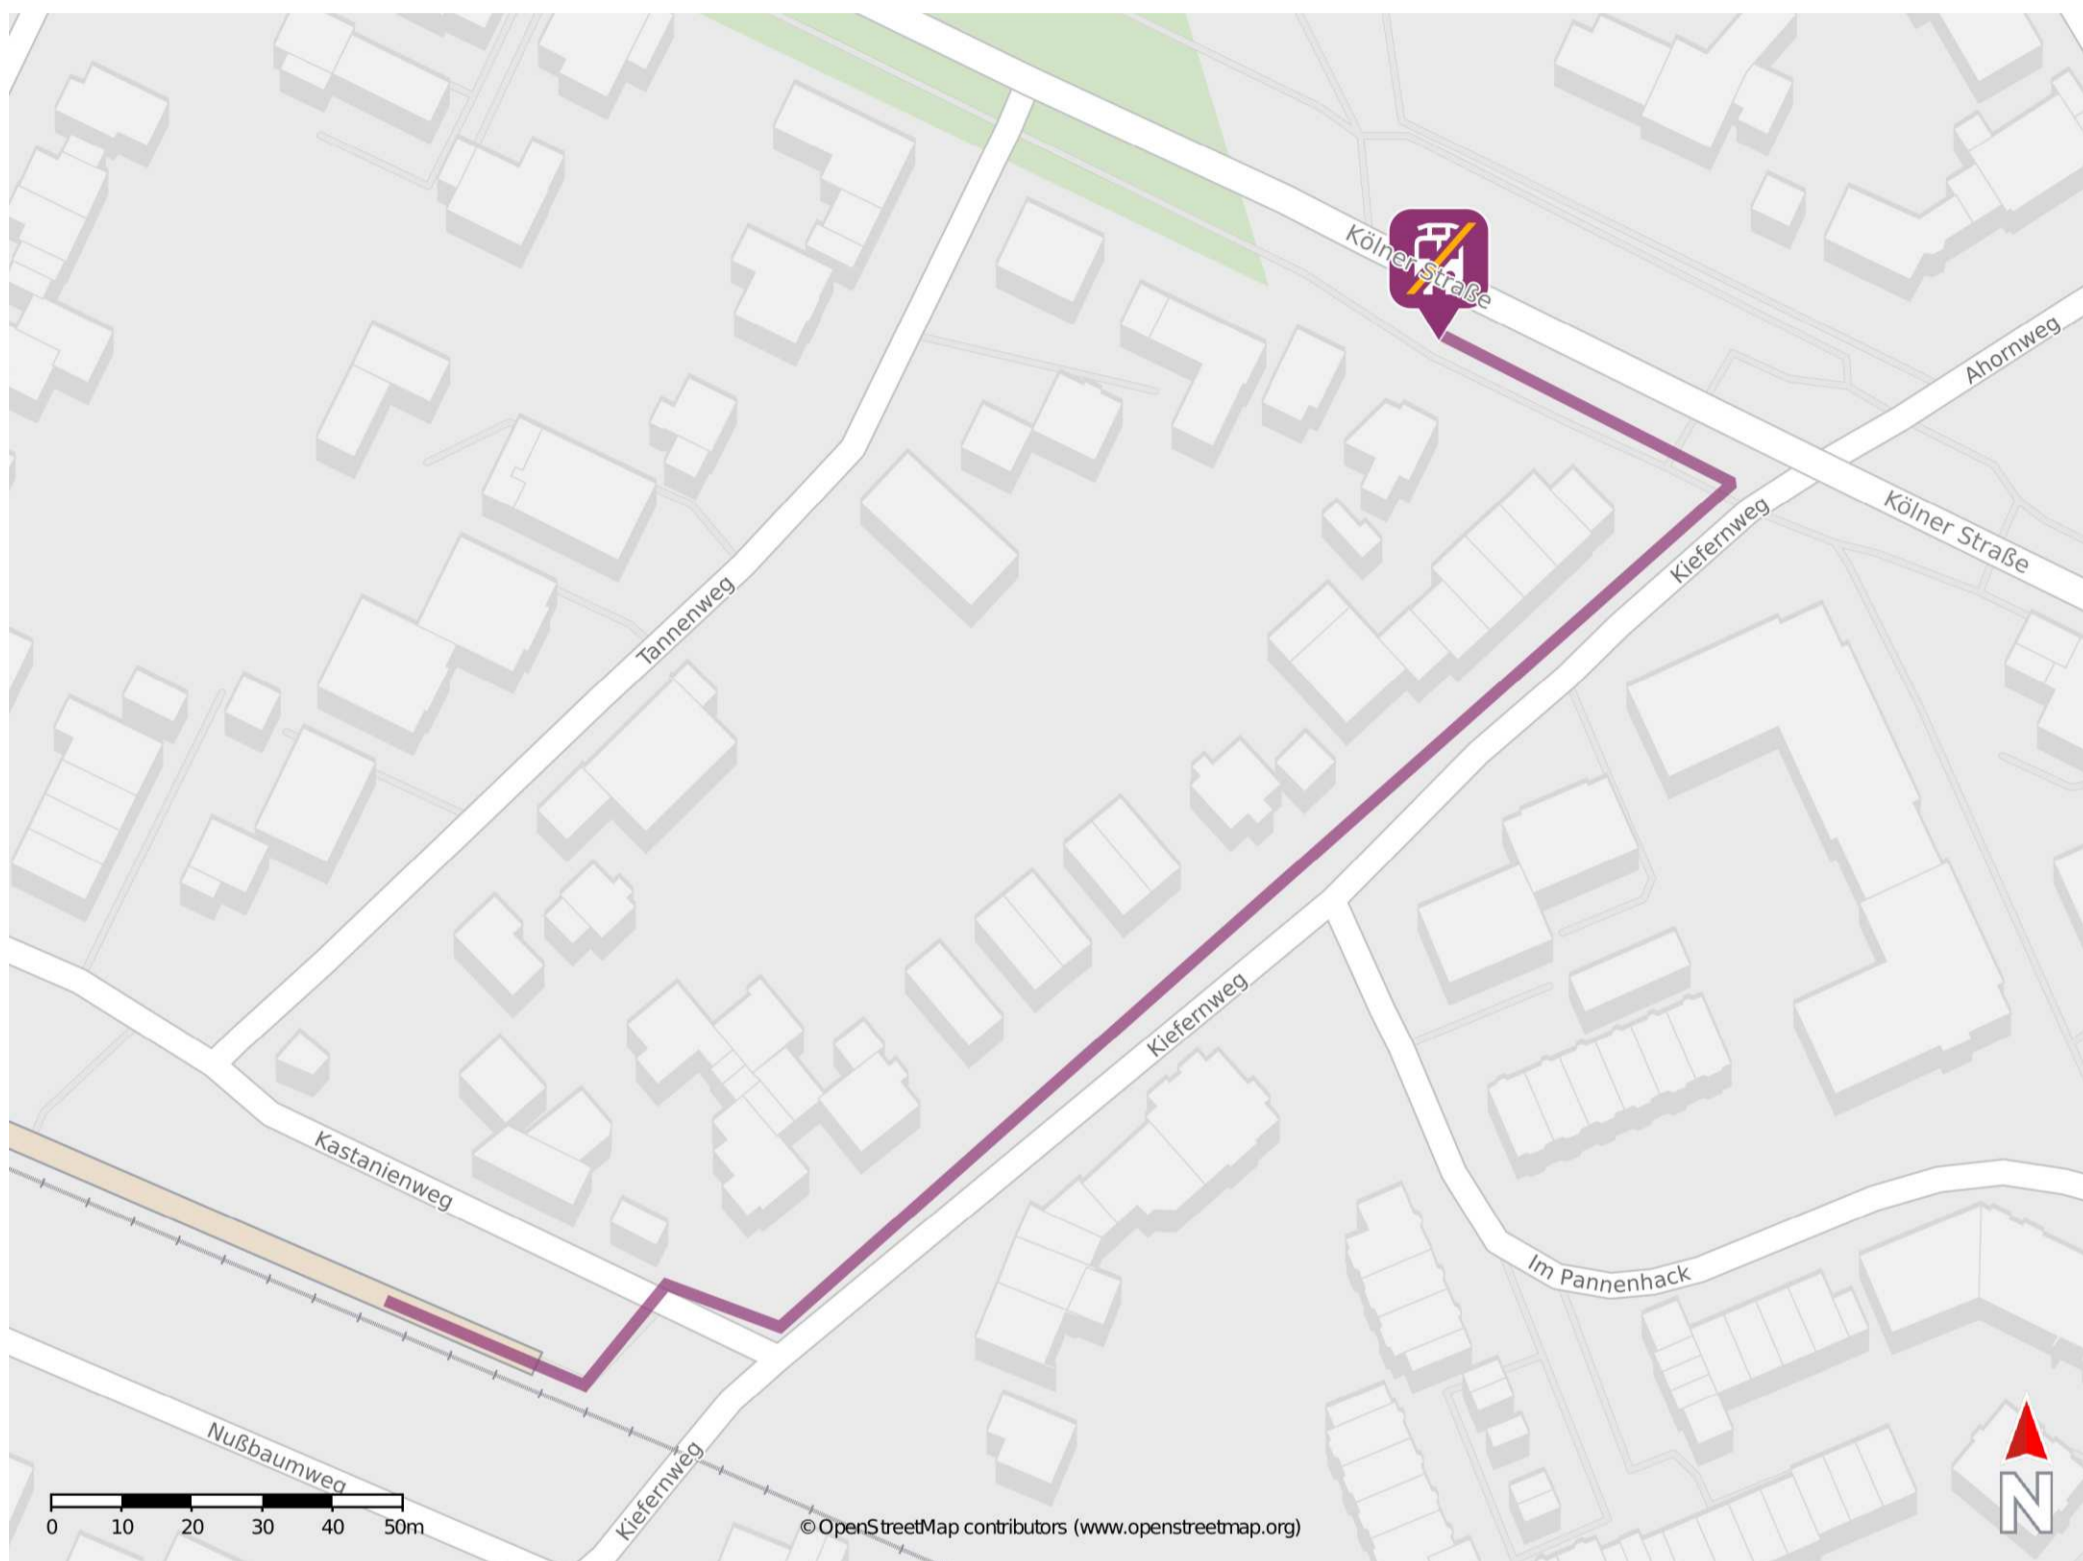 Kölner Straße
Ahornweg
Kölner Straße
Kiefernweg
Tannenweg
Kiefernweg
Kastanienweg
Im Pannenhack
Nußbaumweg
Kiefernweg
0 10 20 30 40 50m
© OpenStreetMap contributors (www.openstreetmap.org)
N